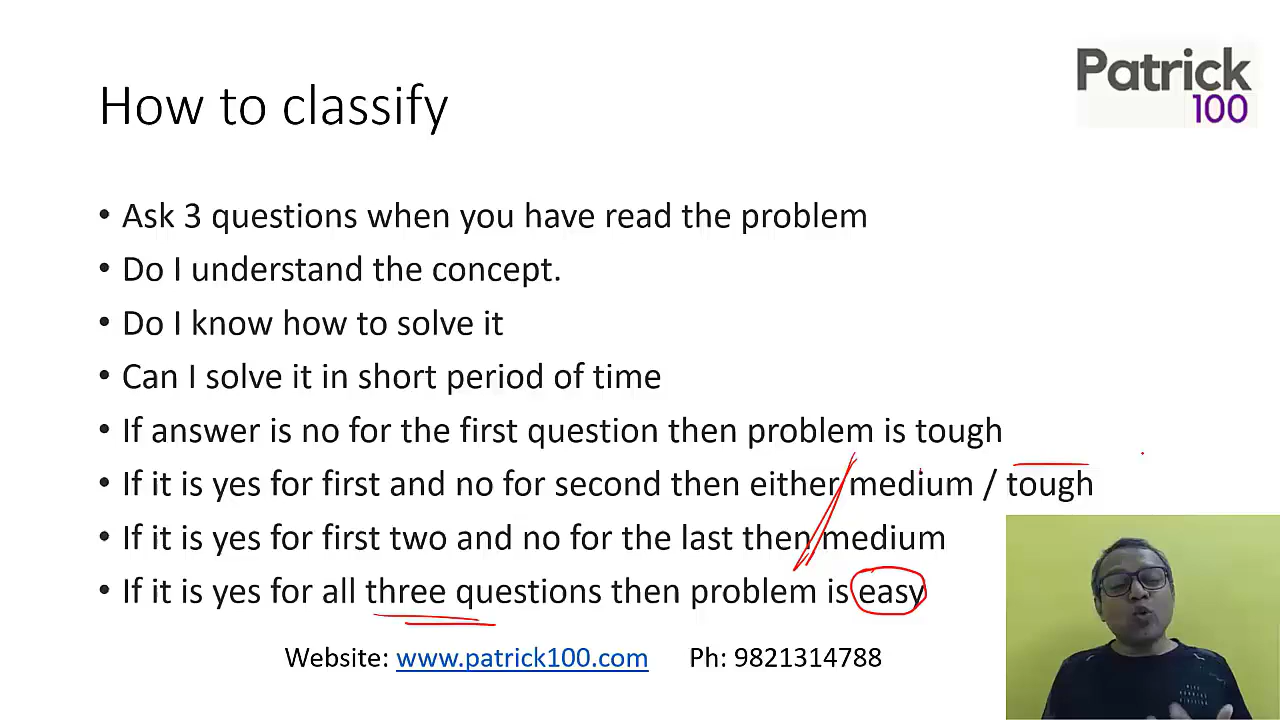 Patrick
100
How to classify
• Ask 3 questions when you have read the problem
• Do I understand the concept.
• Do I know how to solve it
• Can I solve it in short period of time
• If answer is no for the first question then problem is tough
• If it is yes for first and no for second then either medium / tough
• If it is yes for first two and no for the last then medium
• If it is yes for all three questions then problem is easy
Website: www.patrick100.com Ph: 9821314788